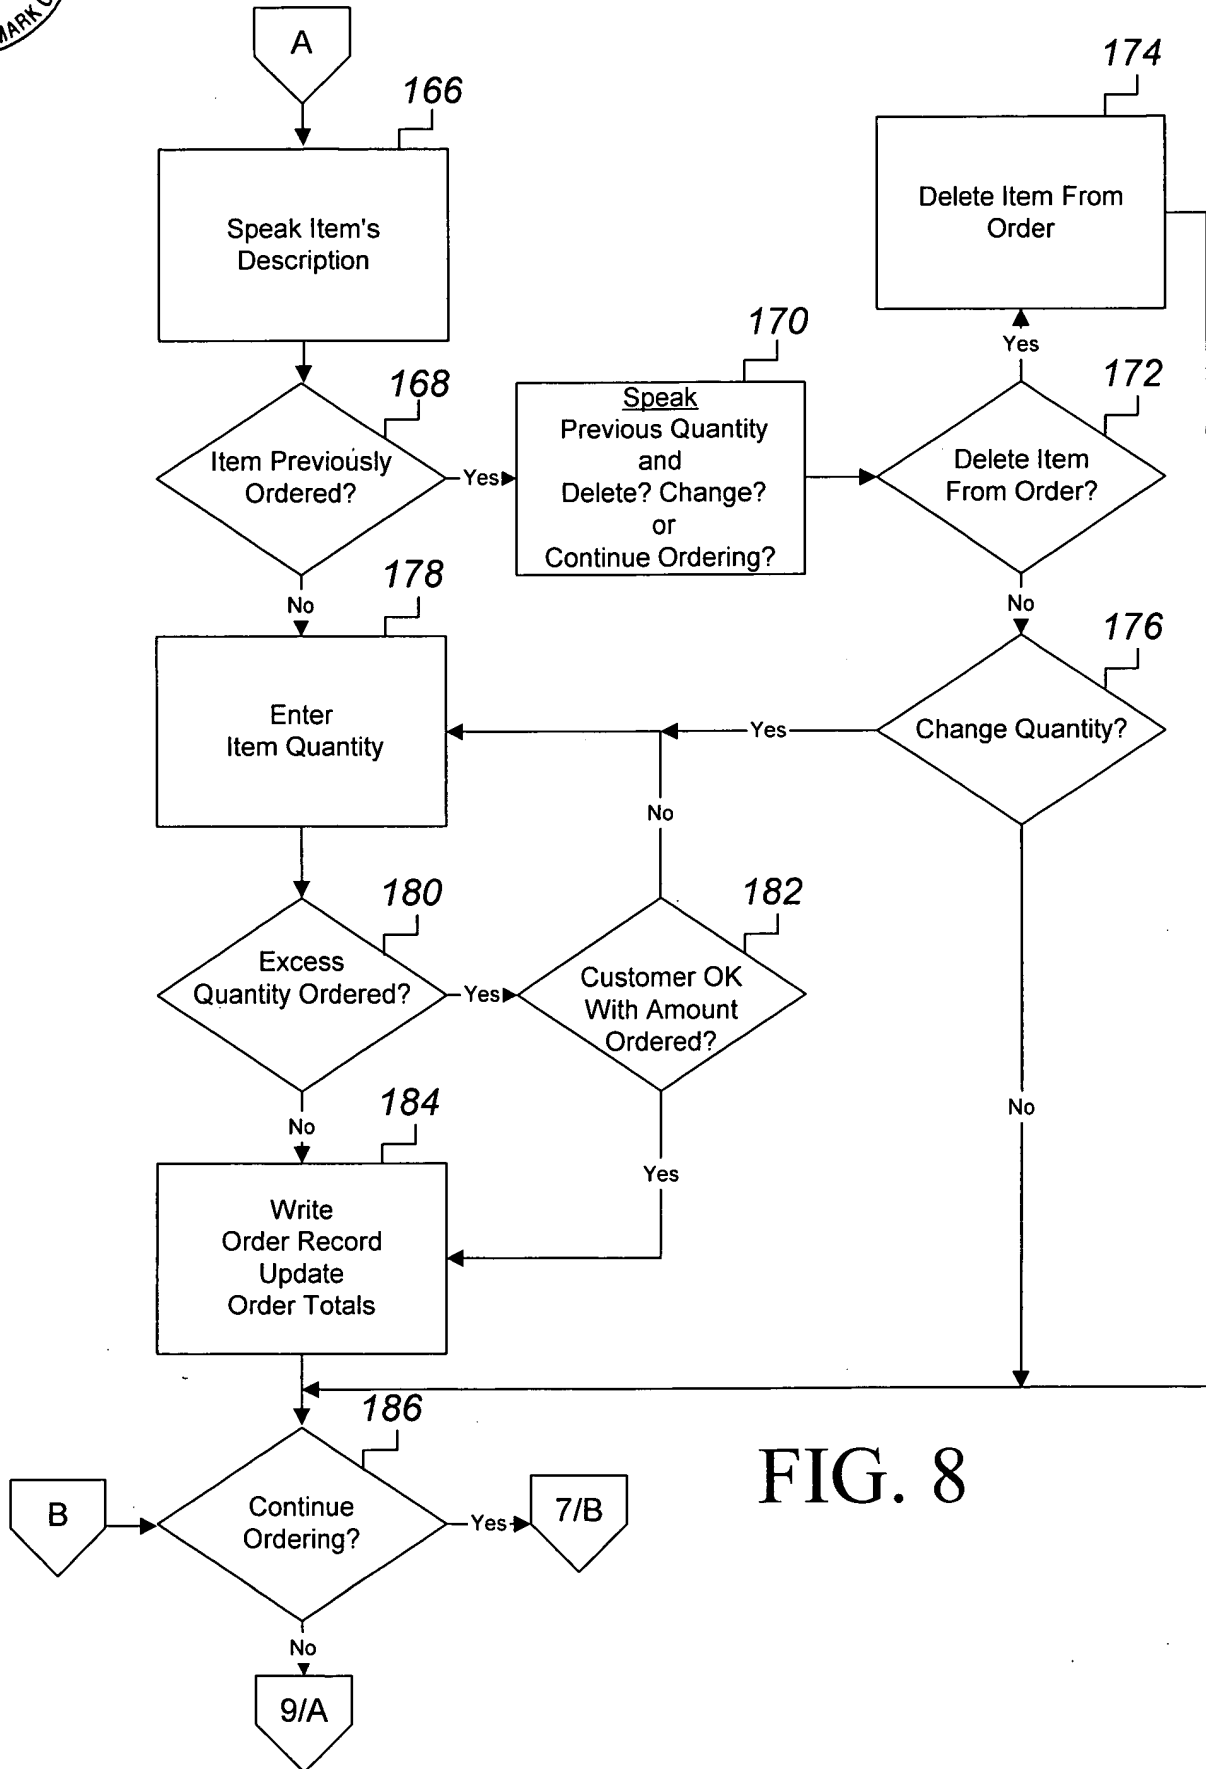 MARK
A
174
166
Delete Item From
Order
Speak Item's
Description
170
Yes
168
172
Speak
Previous Quantity
and
Delete? Change?
or
Continue Ordering?
Item Previously
Ordered?
Yes
Delete Item
From Order?
178
No
No
176
Enter
Item Quantity
Yes
Change Quantity?
No
180
182
Excess
Quantity Ordered?
Yes
Customer OK
With Amount
Ordered?
184
No
No
Yes
Write
Order Record
Update
Order Totals
186
FIG. 8
B
Continue
Ordering?
Yes
7/B
No
9/A